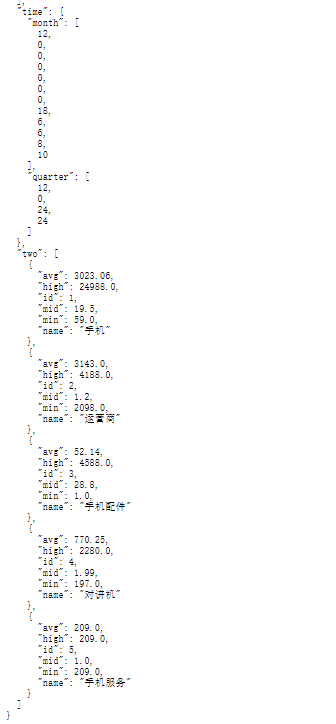 ],
"time": {
"month": [
12,
0,
0,
0,
0,
0,
0,
18,
6,
6,
8,
10
],
"quarter": [
12,
0,
24,
24
]
},
"two": [
{
"avg": 3023.06,
"high": 24988.0,
"id": 1,
"mid": 19.5,
"min": 59.0,
"name": "手机"
},
{
"avg": 3143.0,
"high": 4188.0,
"id": 2,
"mid": 1.2,
"min": 2098.0,
"name": "运营商"
},
{
"avg": 52.14,
"high": 4588.0,
"id": 3,
"mid": 28.8,
"min": 1.0,
"name": "手机配件"
},
{
"avg": 770.25,
"high": 2280.0,
"id": 4,
"mid": 1.99,
"min": 197.0,
"name": "对讲机"
},
{
"avg": 209.0,
"high": 209.0,
"id": 5,
"mid": 1.0,
"min": 209.0,
"name": "手机服务"
}
]
}